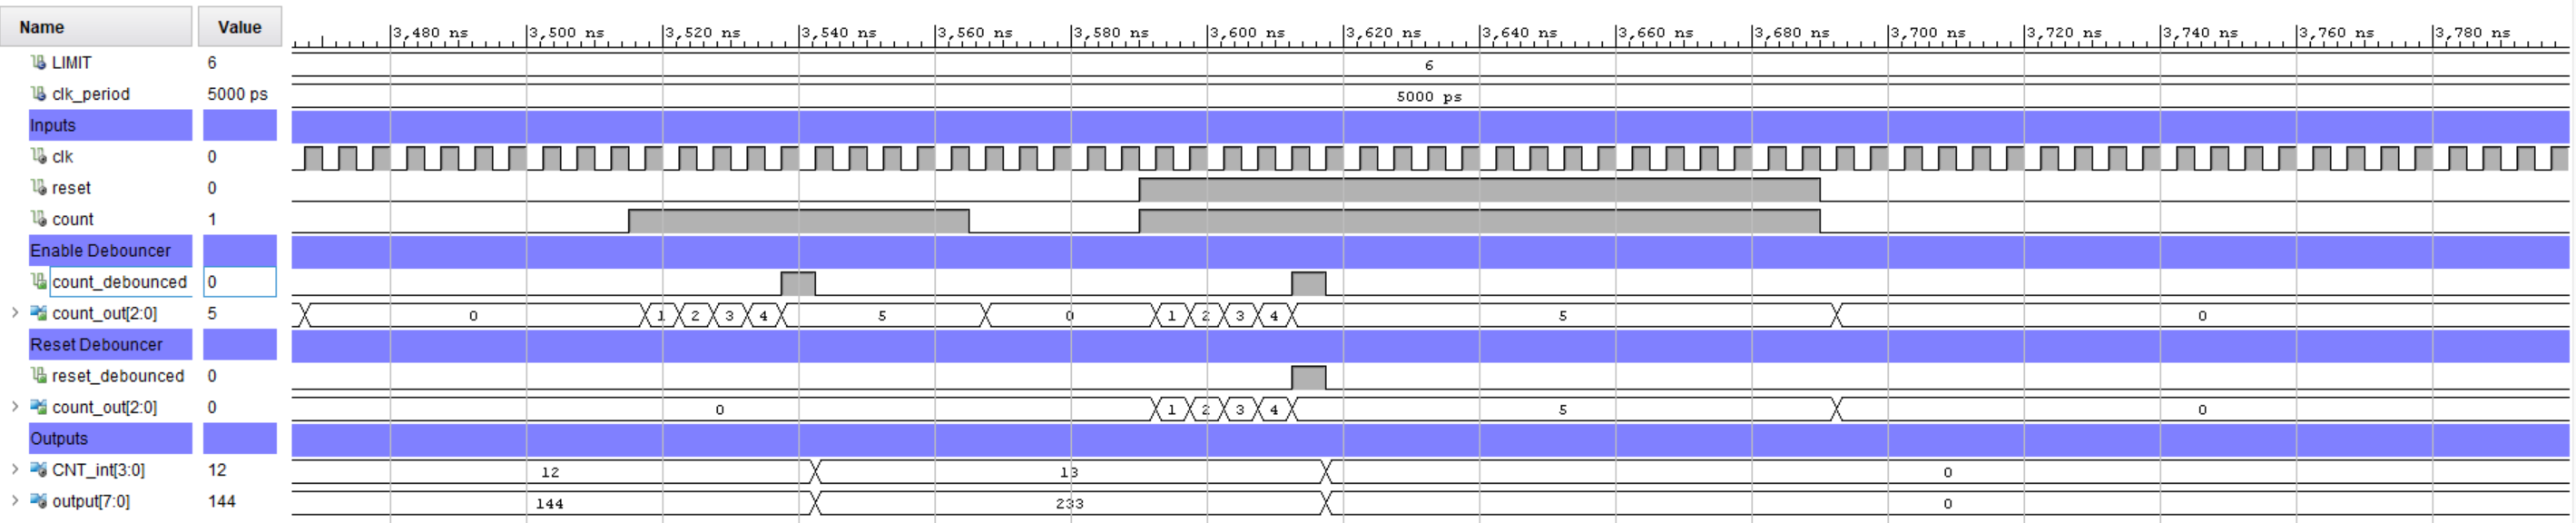 Name Value 3,480 ns 3,500 ns 3,520 ns 3,540 ns 3,560 ns 3,580 ns 3,600 ns 3,620 ns 3,640 ns 3,660 ns 3,680 ns 3,700 ns 3,720 ns 3,740 ns 3,760 ns 3,780 ns
LIMIT 6 6
clk_period 5000 ps 5000 ps
Inputs
clk 0
reset 0
count 1
Enable Debouncer
count_debounced 0
count_out[2:0] 5 0 1 2 3 4 5 0 1 2 3 4 5 0
Reset Debouncer
reset_debounced 0
count_out[2:0] 0 0 1 2 3 4 5 0
Outputs
CNT_int[3:0] 12 12 13 0
output[7:0] 144 144 233 0